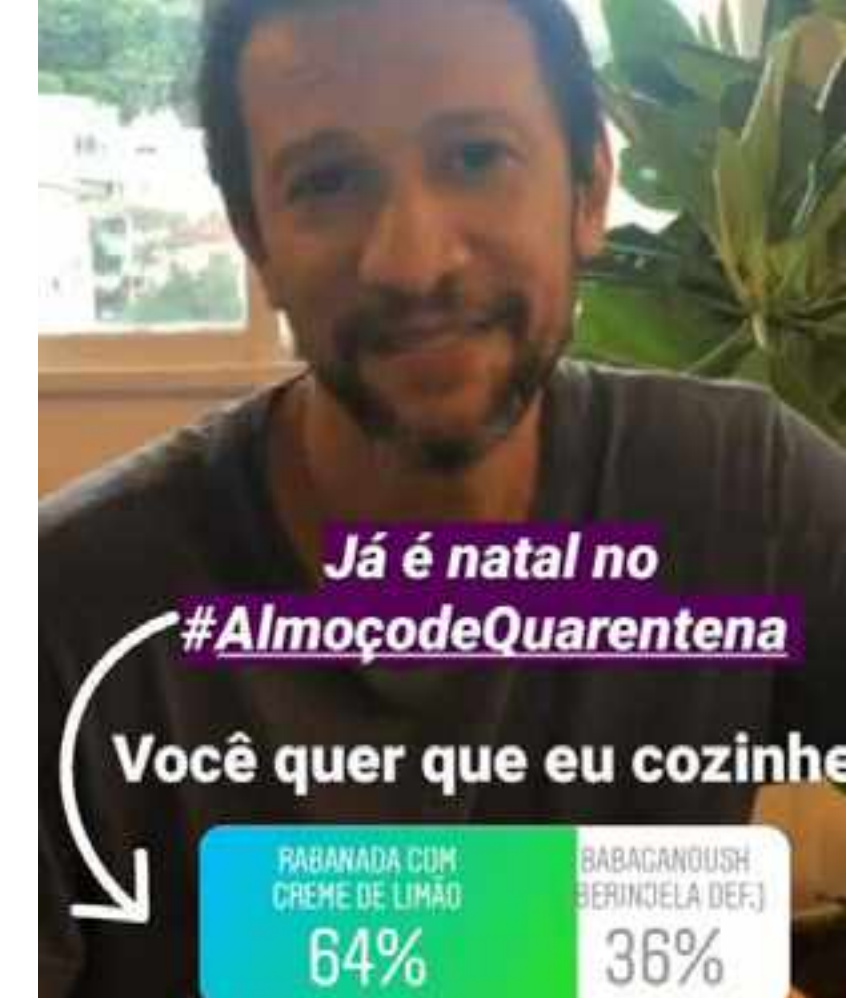 Já é natal no
#AlmoçodeQuarentena
Você quer que eu cozinhe
RABANADA COM
CREME DE LIMÃO
64%
BABAGANOUSH
BERINJELA DEF.)
36%